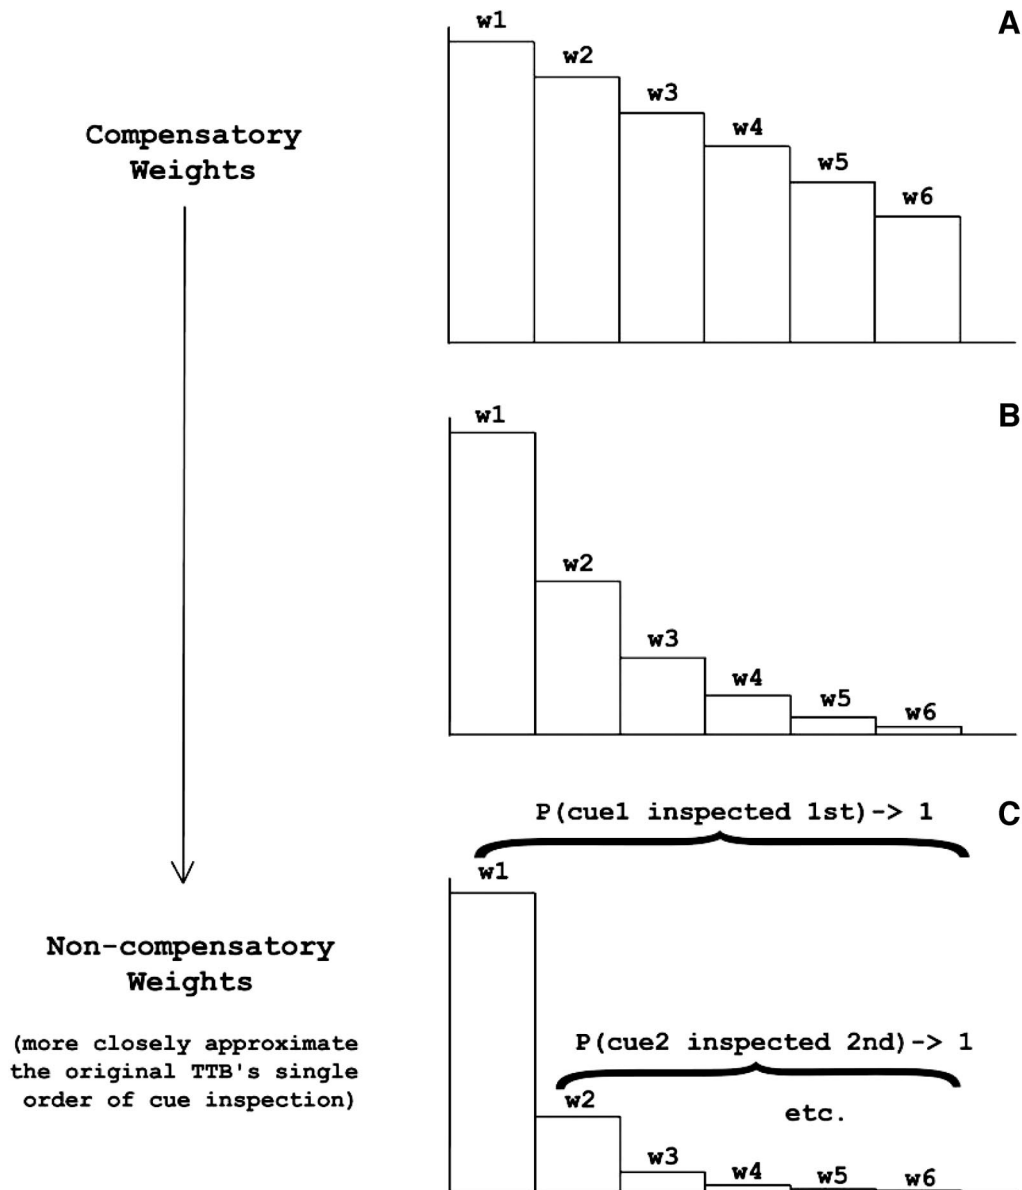 Compensatory
Weights
A
w1
w2
w3
w4
w5
w6
B
w1
w2
w3
w4
w5
w6
C
P(cue1 inspected 1st)-> 1
w1
Non-compensatory
Weights
(more closely approximate
the original TTB's single
order of cue inspection)
P(cue2 inspected 2nd)-> 1
w2
etc.
w3
w4
w5
w6